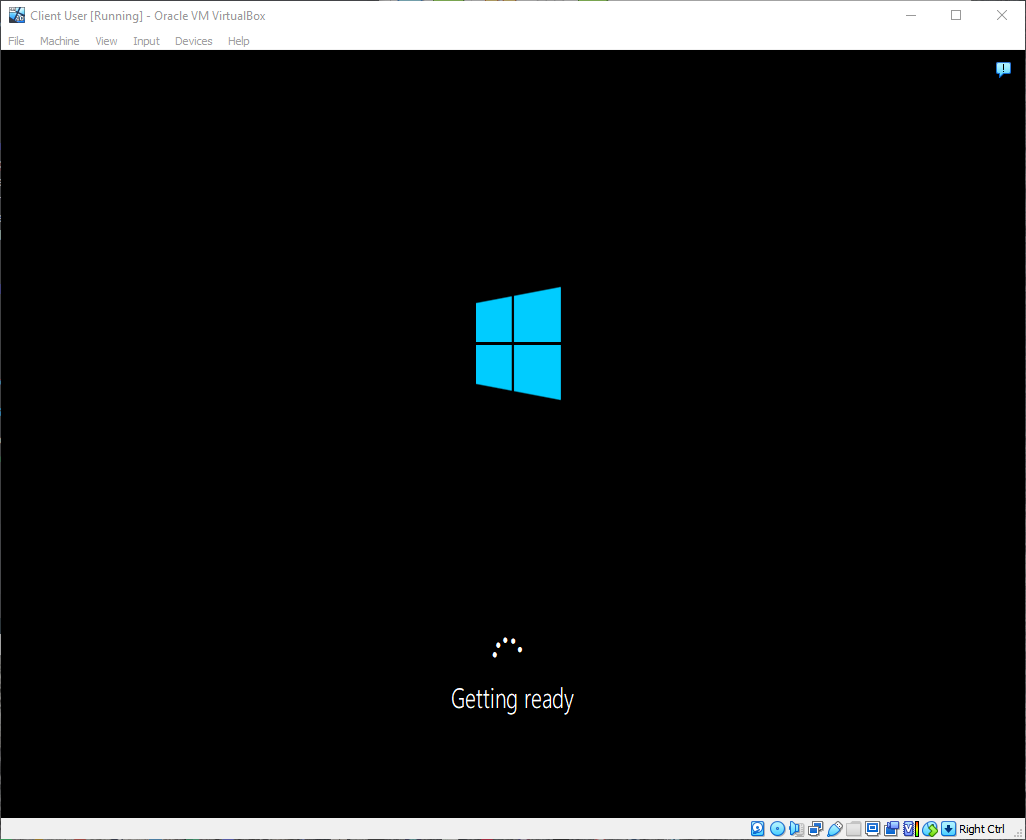 Client User [Running] - Oracle VM VirtualBox
File Machine View Input Devices Help
Getting ready
Right Ctrl